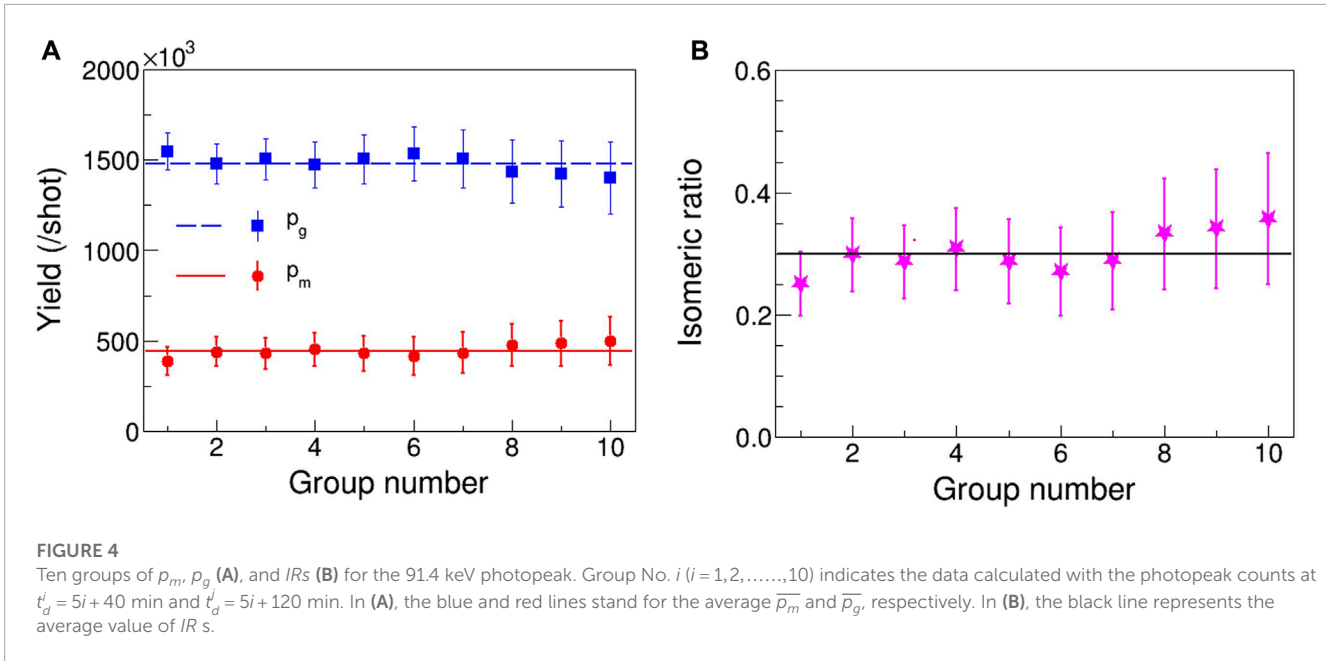 A
×10³
2000
1500
1000
500
0
Yield (/shot)
p_g
p_m
2 4 6 8 10
Group number
B
0.6
0.4
0.2
0.0
Isomeric ratio
2 4 6 8 10
Group number
FIGURE 4
Ten groups of p_m, p_g (A), and IRs (B) for the 91.4 keV photopeak. Group No. i (i = 1,2,......,10) indicates the data calculated with the photopeak counts at
t_d^i = 5i + 40 min and t_d^j = 5i + 120 min. In (A), the blue and red lines stand for the average \overline{p_m} and \overline{p_g}, respectively. In (B), the black line represents the
average value of IR s.